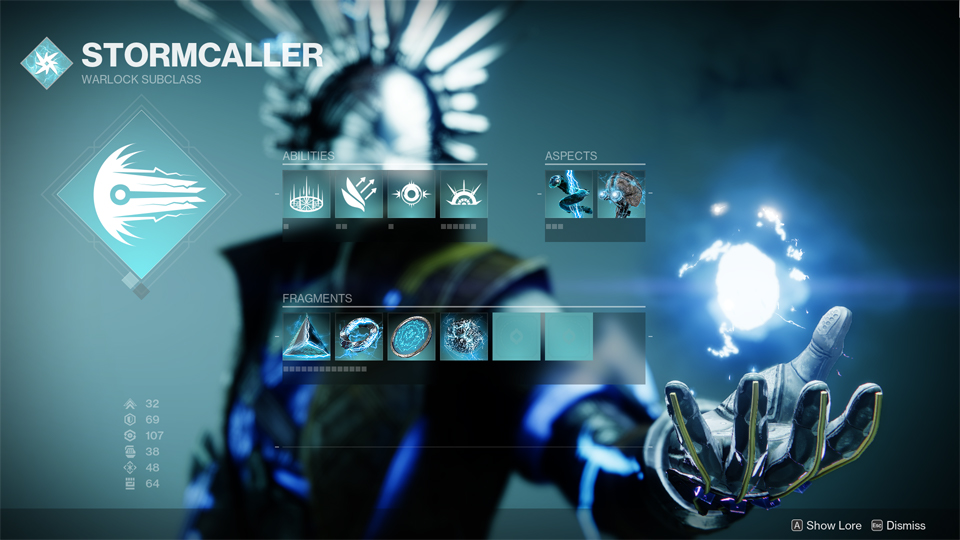 STORMCALLER
WARLOCK SUBCLASS
ABILITIES
ASPECTS
FRAGMENTS
32
69
107
38
48
64
A Show Lore Esc Dismiss